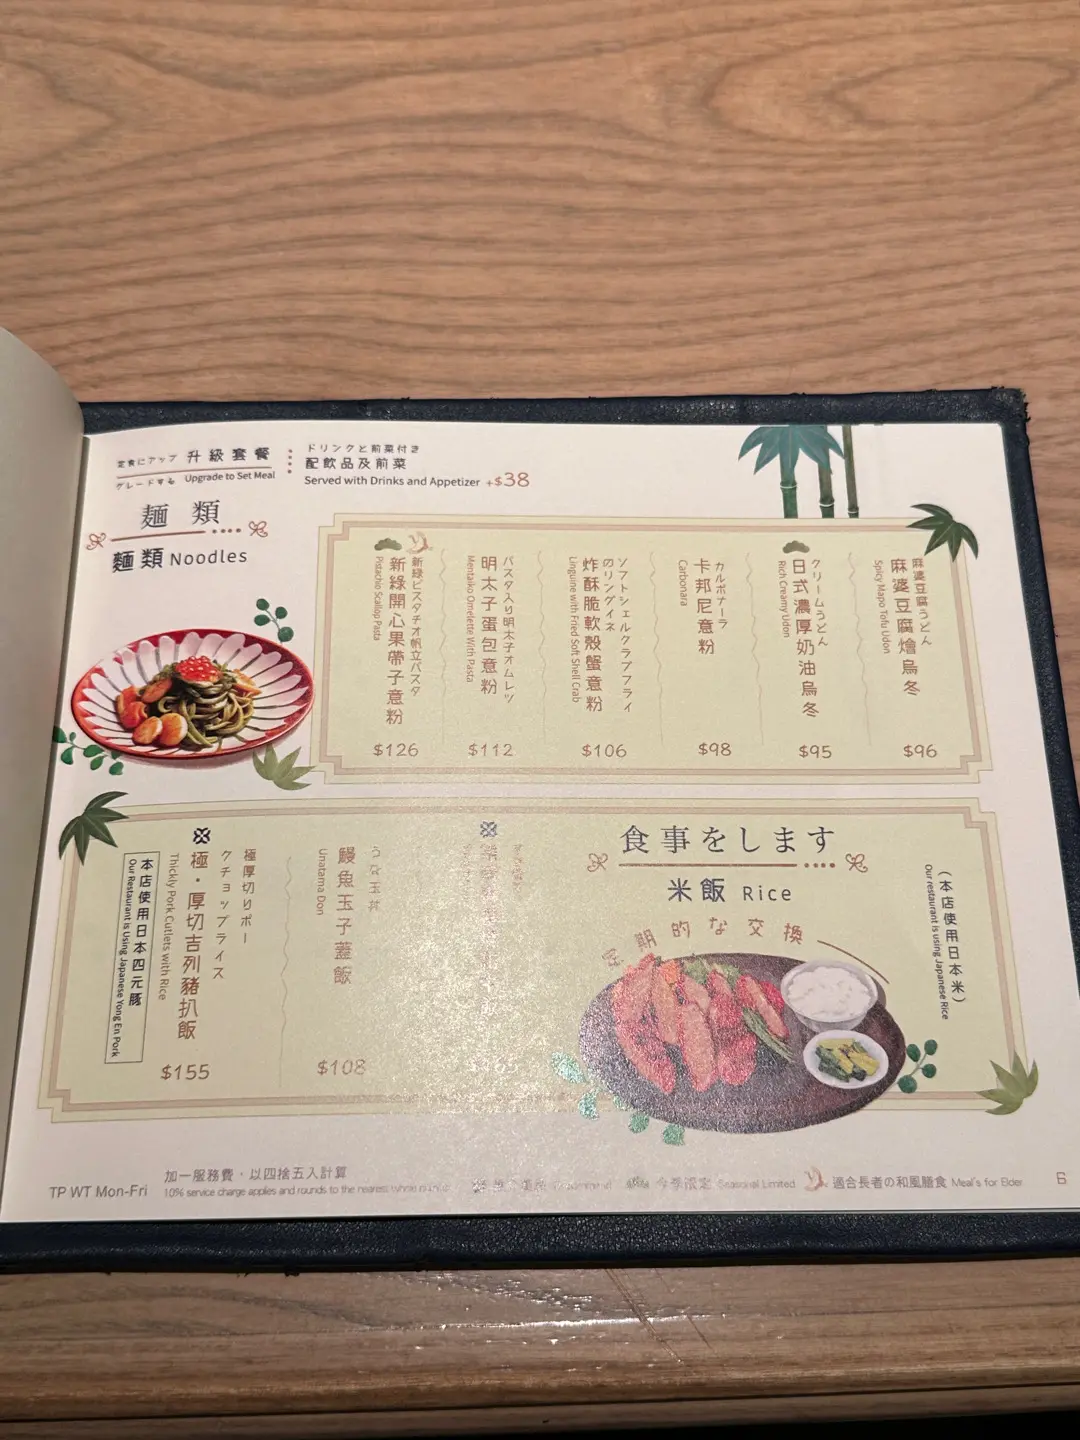 定食にアップ
グレードする
升級套餐
Upgrade to Set Meal
ドリンクと前菜付き
配飲品及前菜
Served with Drinks and Appetizer +$38
麺類
麵類 Noodles
麻婆豆腐うどん
麻婆豆腐燴烏冬
Spicy Mapo Tofu Udon
$96
クリームうどん
日式濃厚奶油烏冬
Rich Creamy Udon
$95
カルボナーラ
卡邦尼意粉
Carbonara
$98
ソフトシェルクラブフライ
のリングイネ
炸酥脆軟殼蟹意粉
Linguine with Fried Soft Shell Crab
$106
パスタ入り明太子オムレツ
明太子蛋包意粉
Mentaiko Omelette With Pasta
$112
新緑ピスタチオ帆立パスタ
新綠開心果帶子意粉
Pistachio Scallop Pasta
$126
食事をします
米飯 Rice
(本店使用日本米)
Our restaurant is using Japanese Rice
期的な交換
うな玉丼
鰻魚玉子蓋飯
Unatama Don
$108
極厚切りポー
クチョップライス
極・厚切吉列豬扒飯
Thickly Pork Cutlets with Rice
$155
本店使用日本四元豚
Our Restaurant is Using Japanese Yong En Pork
TP WT Mon-Fri
加一服務費，以四捨五入計算
10% service charge applies and rounds to the nearest whole
今季限定 Seasonal Limited
適合長者の和風膳食 Meal's for Elder
6